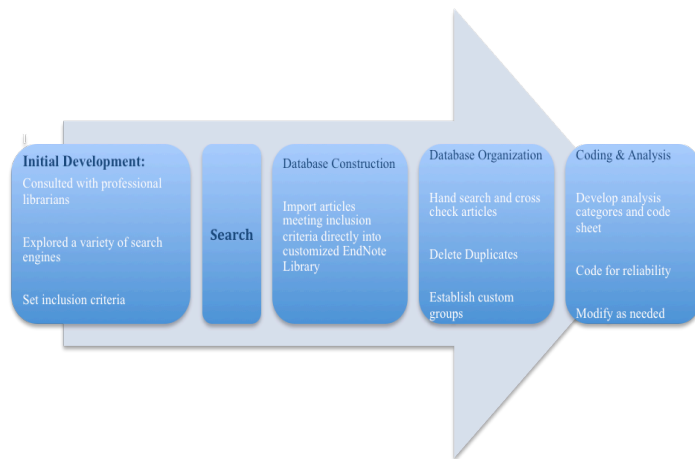 Initial Development:
Consulted with professional
librarians
Explored a variety of search
engines
Set inclusion criteria
Search
Database Construction
Import articles
meeting inclusion
criteria directly into
customized EndNote
Library
Database Organization
Hand search and cross
check articles
Delete Duplicates
Establish custom
groups
Coding & Analysis
Develop analysis
categores and code
sheet
Code for reliability
Modify as needed